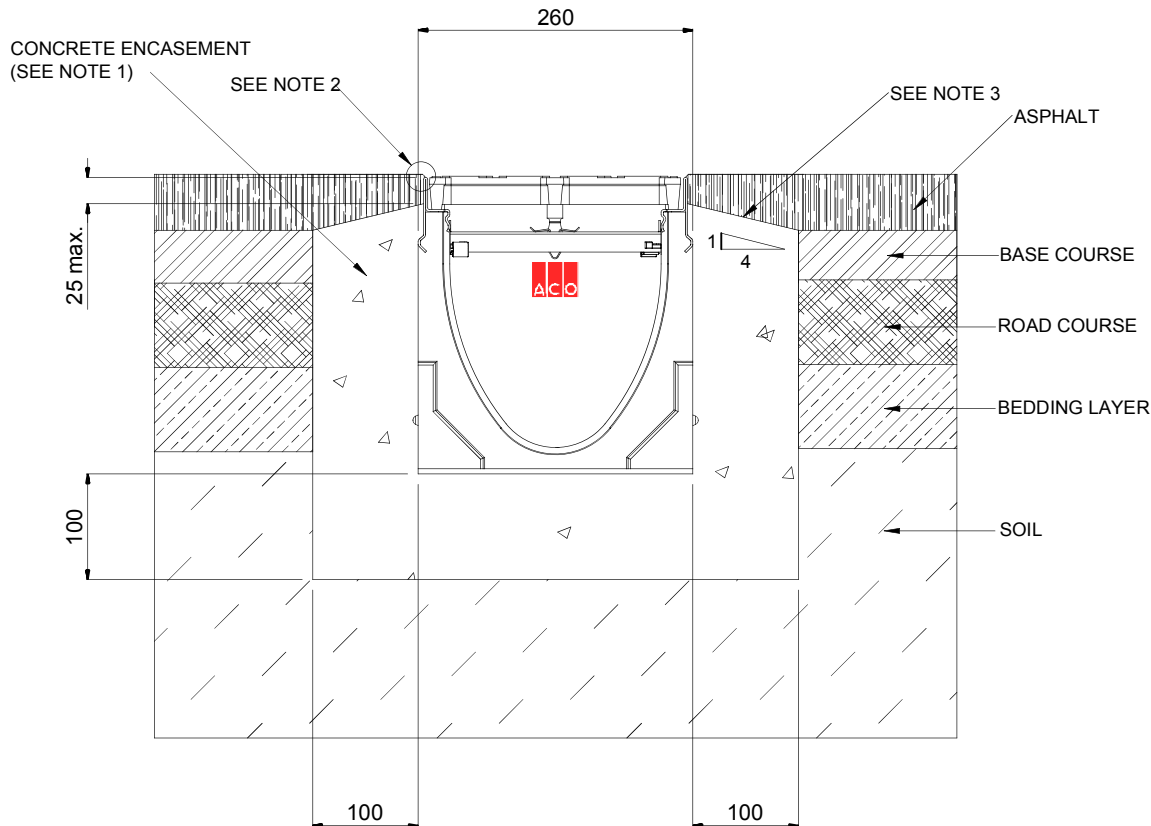 260
CONCRETE ENCASEMENT
(SEE NOTE 1)
SEE NOTE 2
SEE NOTE 3
ASPHALT
25 max.
1
4
BASE COURSE
ACO
ROAD COURSE
BEDDING LAYER
100
SOIL
100
100